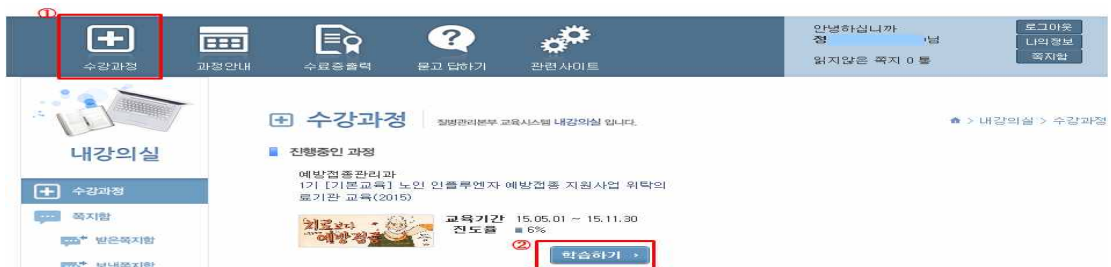 ①
수강과정
과정안내
수료증출력
묻고 답하기
관련사이트
안녕하십니까
정 님
읽지않은 쪽지 0 통
로그아웃
나의정보
쪽지함
내강의실
수강과정
쪽지함
받은쪽지함
보낸쪽지함
수강과정
질병관리본부 교육시스템 내강의실 입니다.
> 내강의실 > 수강과정
진행중인 과정
예방접종관리과
1기 [기본교육] 노인 인플루엔자 예방접종 지원사업 위탁의
료기관 교육(2015)
치료보다
예방접종
교육기간 15.05.01 ~ 15.11.30
진도율 6%
②
학습하기